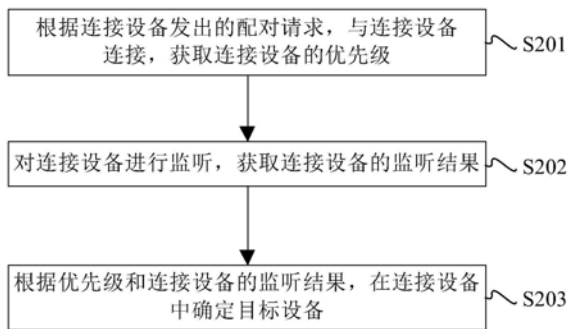 根据连接设备发出的配对请求，与连接设备
连接，获取连接设备的优先级
S201
对连接设备进行监听，获取连接设备的监听结果
S202
根据优先级和连接设备的监听结果，在连接设备
中确定目标设备
S203